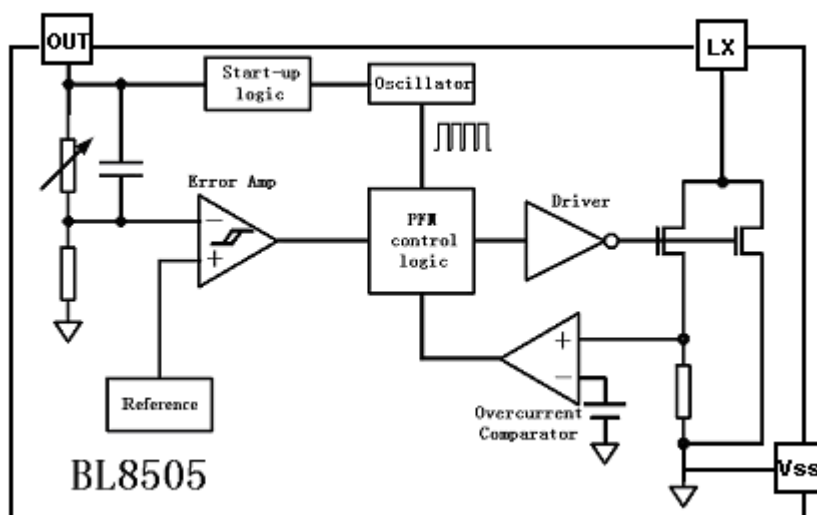 OUT
LX
Start-up
logic
Oscillator
Error Amp
Driver
−
+
PFM
control
logic
+
−
Reference
Overcurrent
Comparator
BL8505
Vss